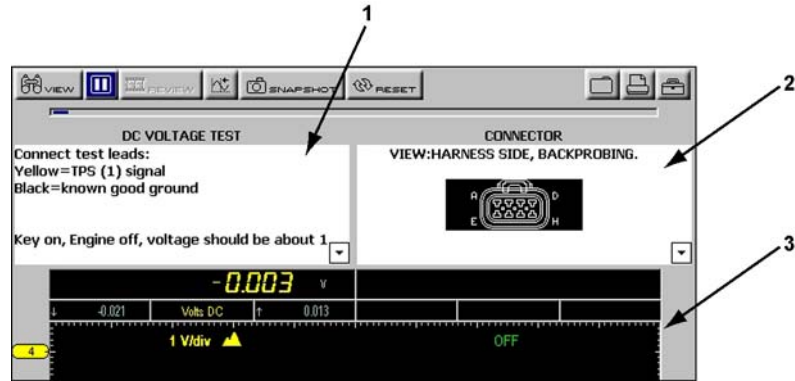 1
VIEW
REVIEW
SNAPSHOT
RESET
2
DC VOLTAGE TEST
CONNECTOR
Connect test leads:
Yellow=TPS (1) signal
Black=known good ground
Key on, Engine off, voltage should be about 1
VIEW:HARNESS SIDE, BACKPROBING.
A D
E H
3
-0.003 V
↓ -0.021 Volts DC ↑ 0.013
4
1 V/div
OFF